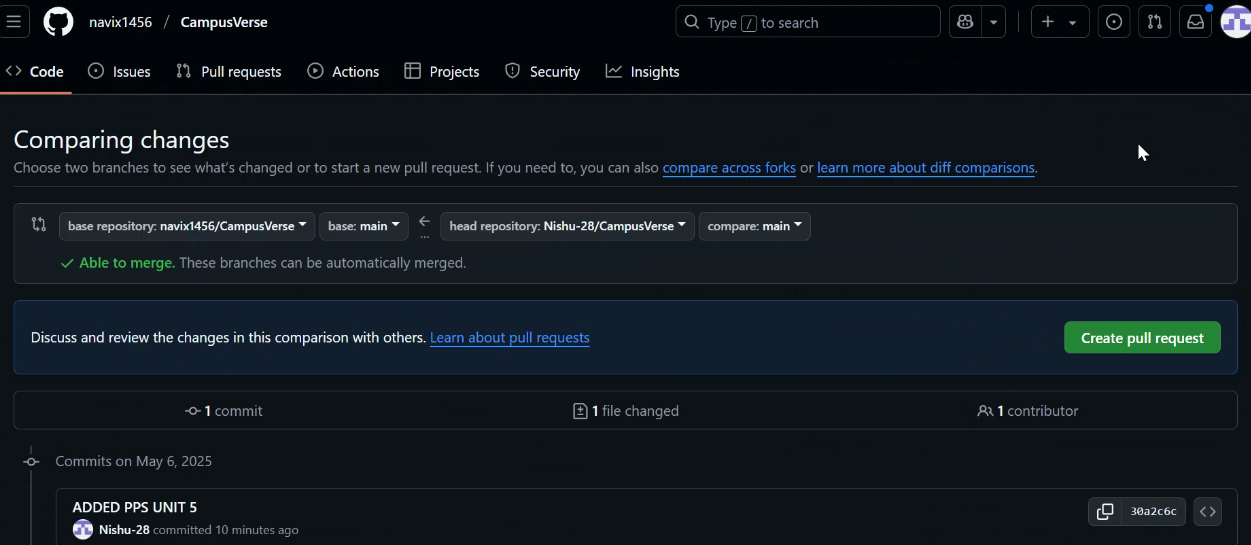 navix1456 / CampusVerse
Type / to search
Code Issues Pull requests Actions Projects Security Insights
Comparing changes
Choose two branches to see what's changed or to start a new pull request. If you need to, you can also compare across forks or learn more about diff comparisons.
base repository: navix1456/CampusVerse base: main ... head repository: Nishu-28/CampusVerse compare: main
Able to merge. These branches can be automatically merged.
Discuss and review the changes in this comparison with others. Learn about pull requests Create pull request
1 commit 1 file changed 1 contributor
Commits on May 6, 2025
ADDED PPS UNIT 5
30a2c6c
Nishu-28 committed 10 minutes ago